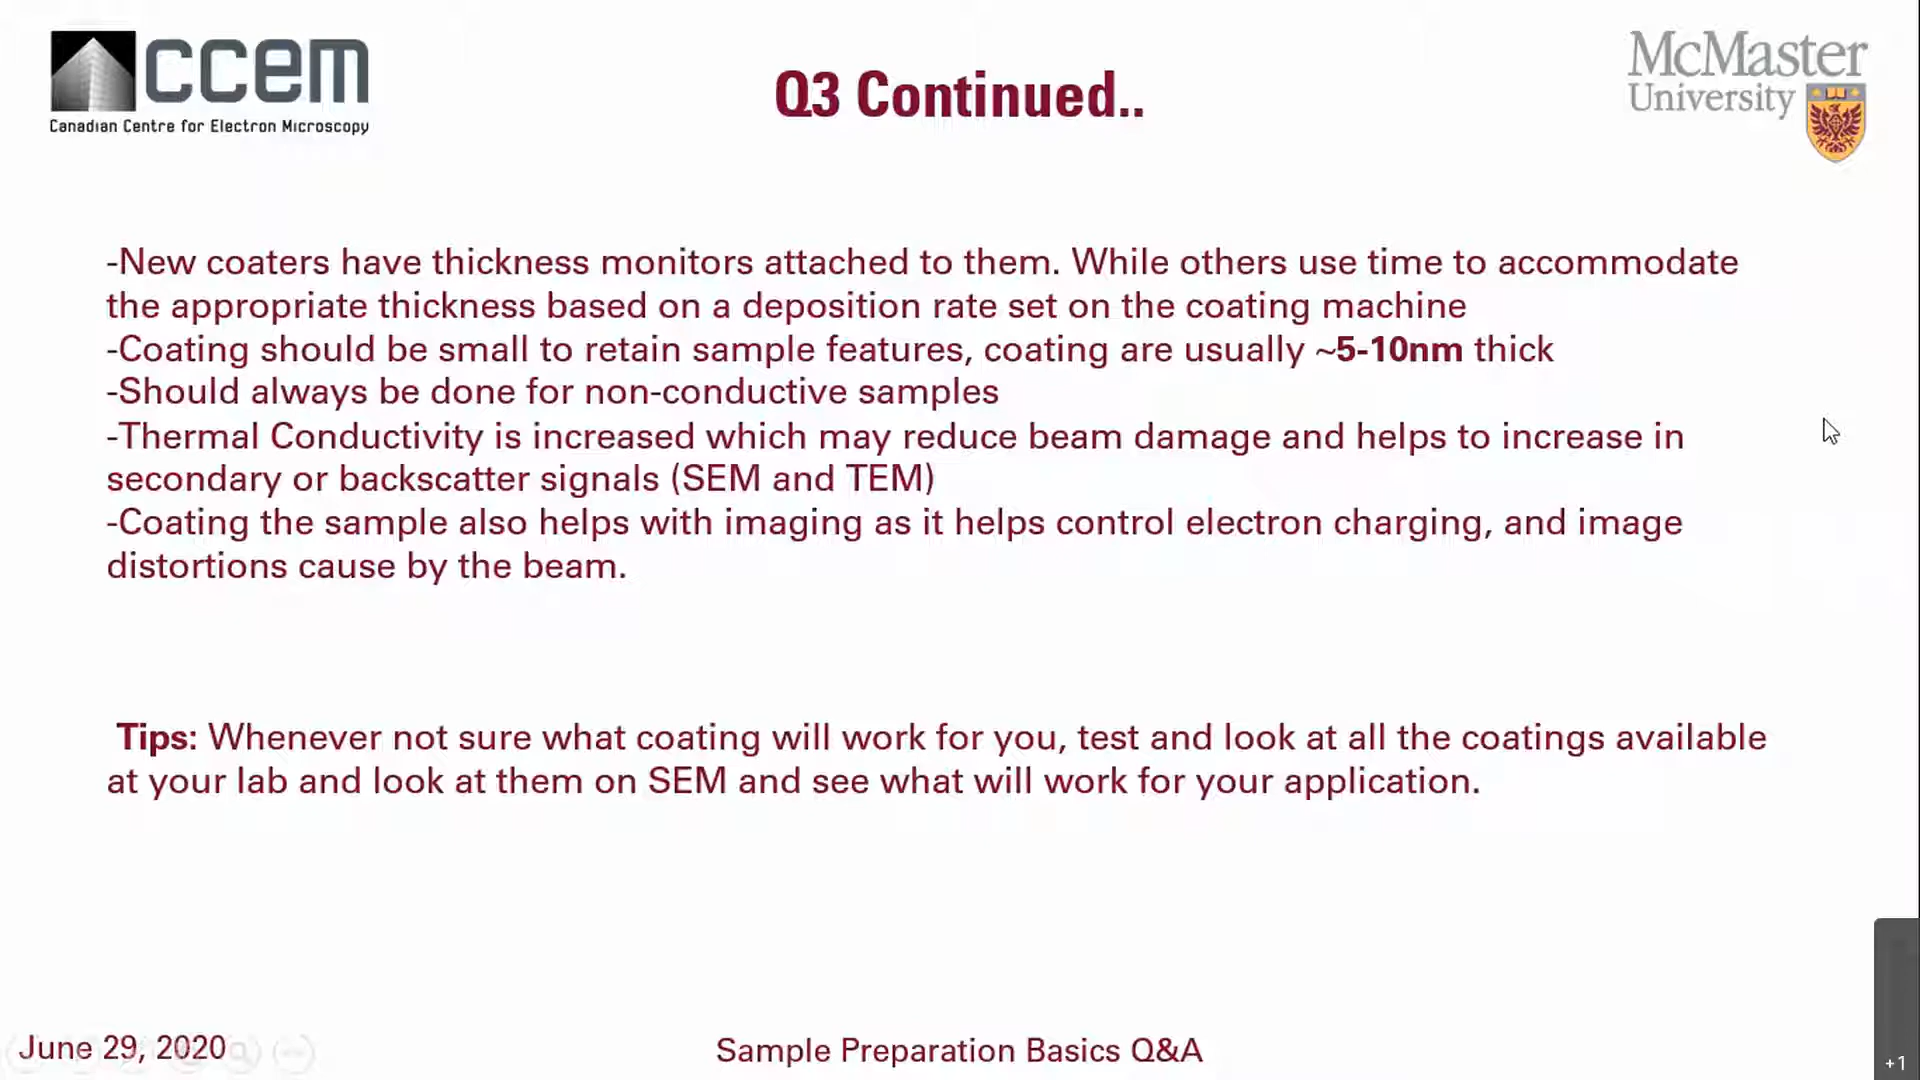 ccem
Canadian Centre for Electron Microscopy
Q3 Continued..
McMaster
University
-New coaters have thickness monitors attached to them. While others use time to accommodate
the appropriate thickness based on a deposition rate set on the coating machine
-Coating should be small to retain sample features, coating are usually ~5-10nm thick
-Should always be done for non-conductive samples
-Thermal Conductivity is increased which may reduce beam damage and helps to increase in
secondary or backscatter signals (SEM and TEM)
-Coating the sample also helps with imaging as it helps control electron charging, and image
distortions cause by the beam.
Tips: Whenever not sure what coating will work for you, test and look at all the coatings available
at your lab and look at them on SEM and see what will work for your application.
June 29, 2020
Sample Preparation Basics Q&A
+1